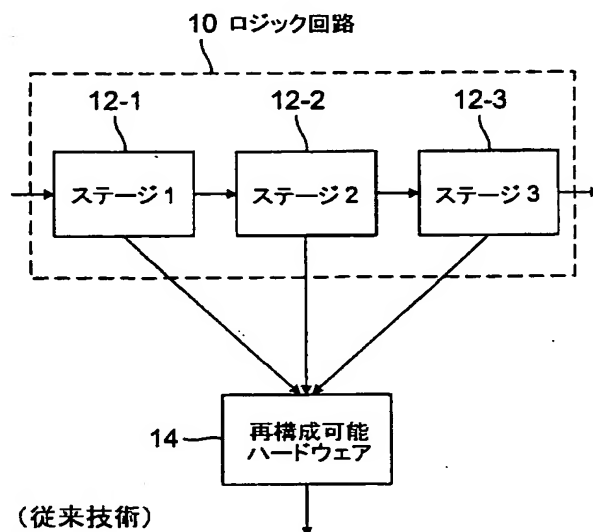 10 ロジック回路
12-1 12-2 12-3
ステージ 1 ステージ 2 ステージ 3
14
再構成可能
ハードウェア
(従来技術)